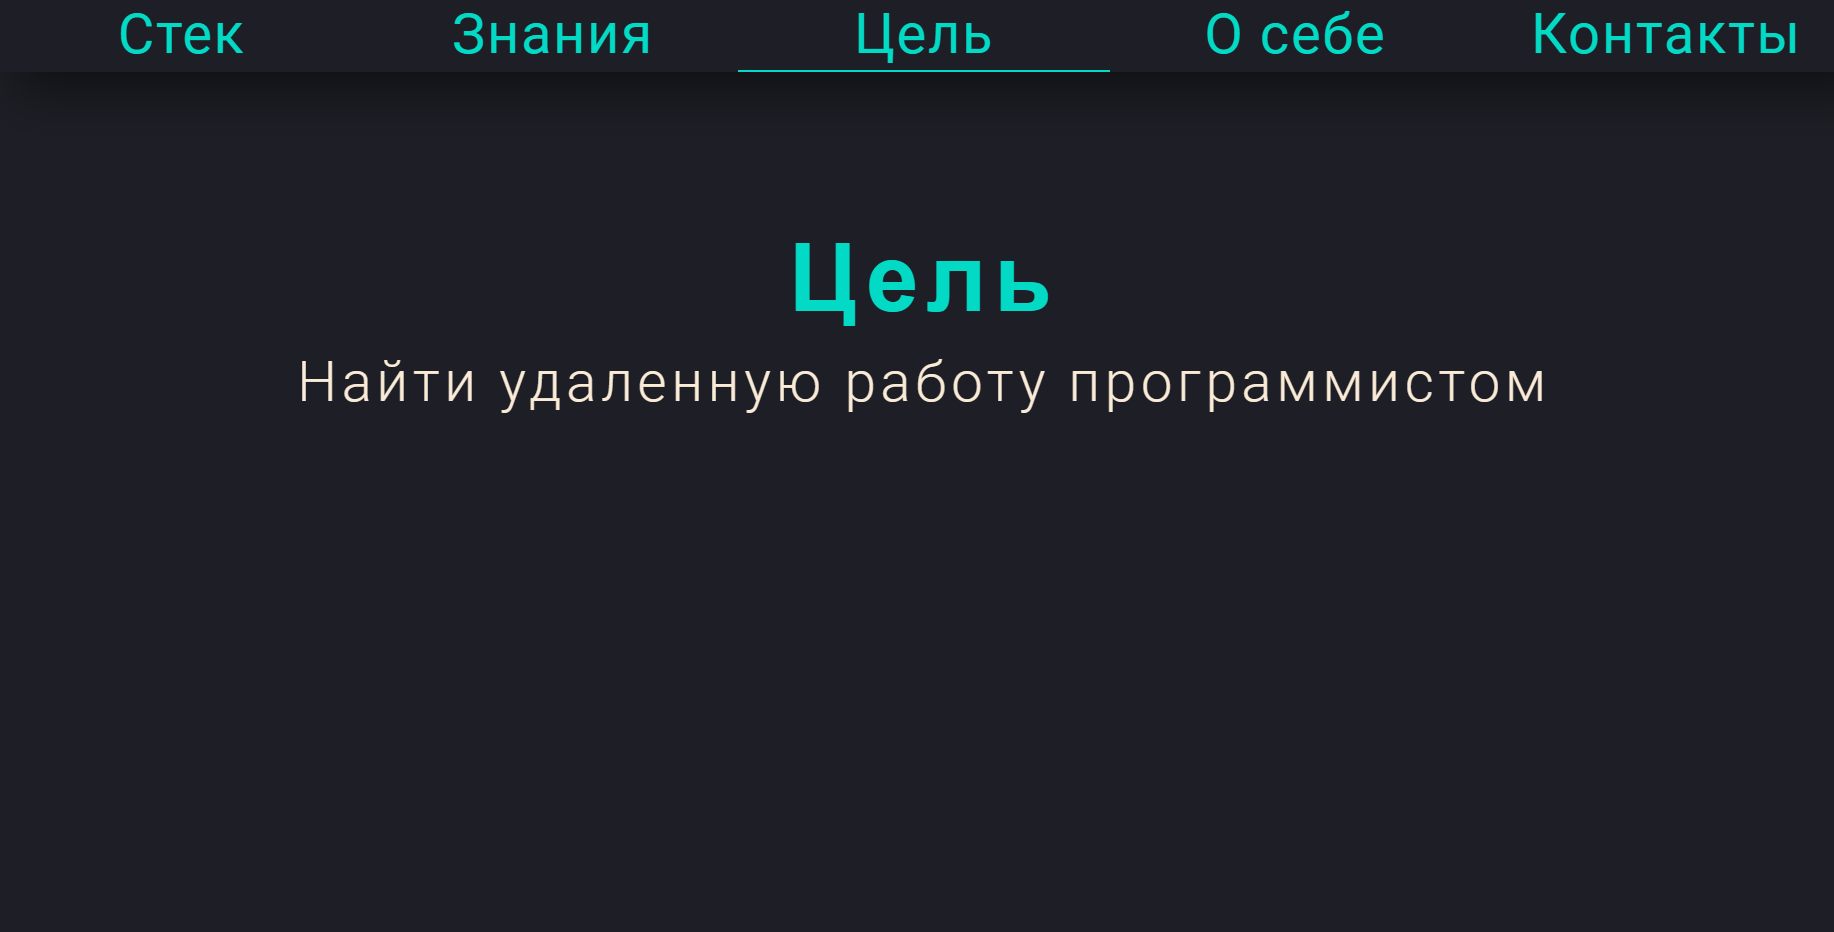 Стек Знания Цель О себе Контакты
Цель
Найти удаленную работу программистом